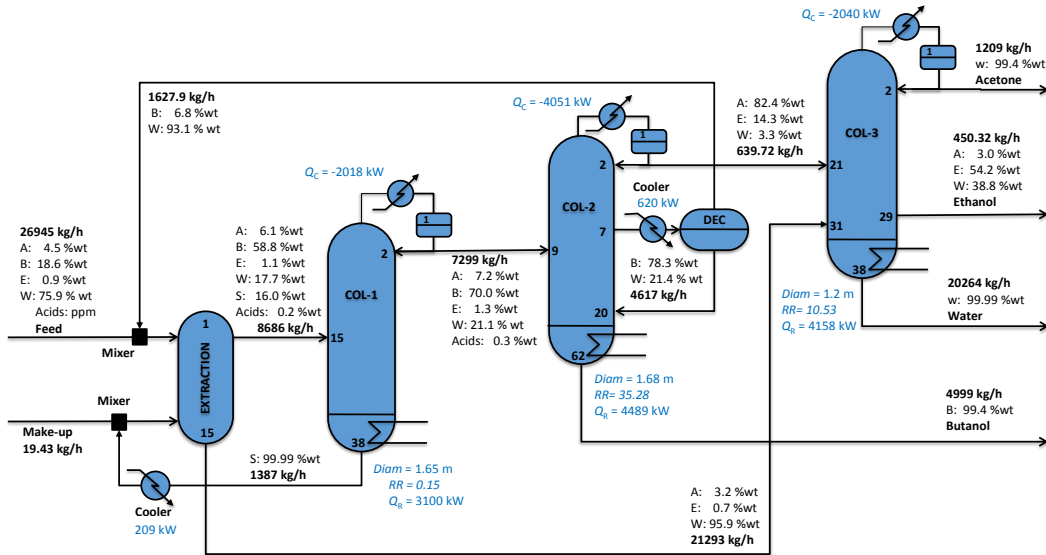 Q_C = -2040 kW
1
2
COL-3
21
31
29
38
1209 kg/h
w: 99.4 %wt
Acetone
450.32 kg/h
A: 3.0 %wt
E: 54.2 %wt
W: 38.8 %wt
Ethanol
20264 kg/h
w: 99.99 %wt
Water
Diam = 1.2 m
RR= 10.53
Q_R = 4158 kW
A: 82.4 %wt
E: 14.3 %wt
W: 3.3 %wt
639.72 kg/h
Q_C = -4051 kW
1
2
COL-2
7
9
20
62
Cooler
620 kW
DEC
B: 78.3 %wt
W: 21.4 %wt
4617 kg/h
Diam = 1.68 m
RR= 35.28
Q_R = 4489 kW
4999 kg/h
B: 99.4 %wt
Butanol
1627.9 kg/h
B: 6.8 %wt
W: 93.1 % wt
Q_C = -2018 kW
1
2
COL-1
15
38
7299 kg/h
A: 7.2 %wt
B: 70.0 %wt
E: 1.3 %wt
W: 21.1 % wt
Acids: 0.3 %wt
26945 kg/h
A: 4.5 %wt
B: 18.6 %wt
E: 0.9 %wt
W: 75.9 % wt
Acids: ppm
Feed
Mixer
A: 6.1 %wt
B: 58.8 %wt
E: 1.1 %wt
W: 17.7 %wt
S: 16.0 %wt
Acids: 0.2 %wt
8686 kg/h
1
EXTRACTION
15
Mixer
Make-up
19.43 kg/h
S: 99.99 %wt
1387 kg/h
Cooler
209 kW
Diam = 1.65 m
RR = 0.15
Q_R = 3100 kW
A: 3.2 %wt
E: 0.7 %wt
W: 95.9 %wt
21293 kg/h